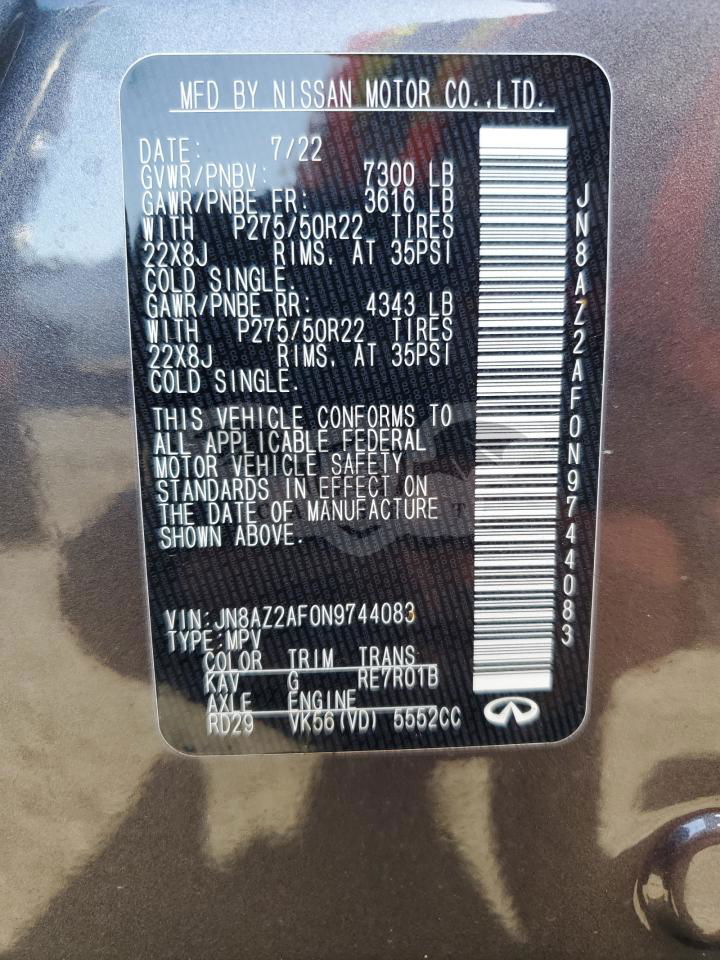 MFD BY NISSAN MOTOR CO.,LTD.
DATE: 7/22
GVWR/PNBV: 7300 LB
GAWR/PNBE FR: 3616 LB
WITH P275/50R22 TIRES
22X8J RIMS, AT 35PSI
COLD SINGLE.
GAWR/PNBE RR: 4343 LB
WITH P275/50R22 TIRES
22X8J RIMS, AT 35PSI
COLD SINGLE.
THIS VEHICLE CONFORMS TO
ALL APPLICABLE FEDERAL
MOTOR VEHICLE SAFETY
STANDARDS IN EFFECT ON
THE DATE OF MANUFACTURE
SHOWN ABOVE.
VIN:JN8AZ2AF0N9744083
TYPE:MPV
COLOR TRIM TRANS
KAV G RE7R01B
AXLE ENGINE
RD29 VK56(VD) 5552CC
JN8AZ2AF0N9744083